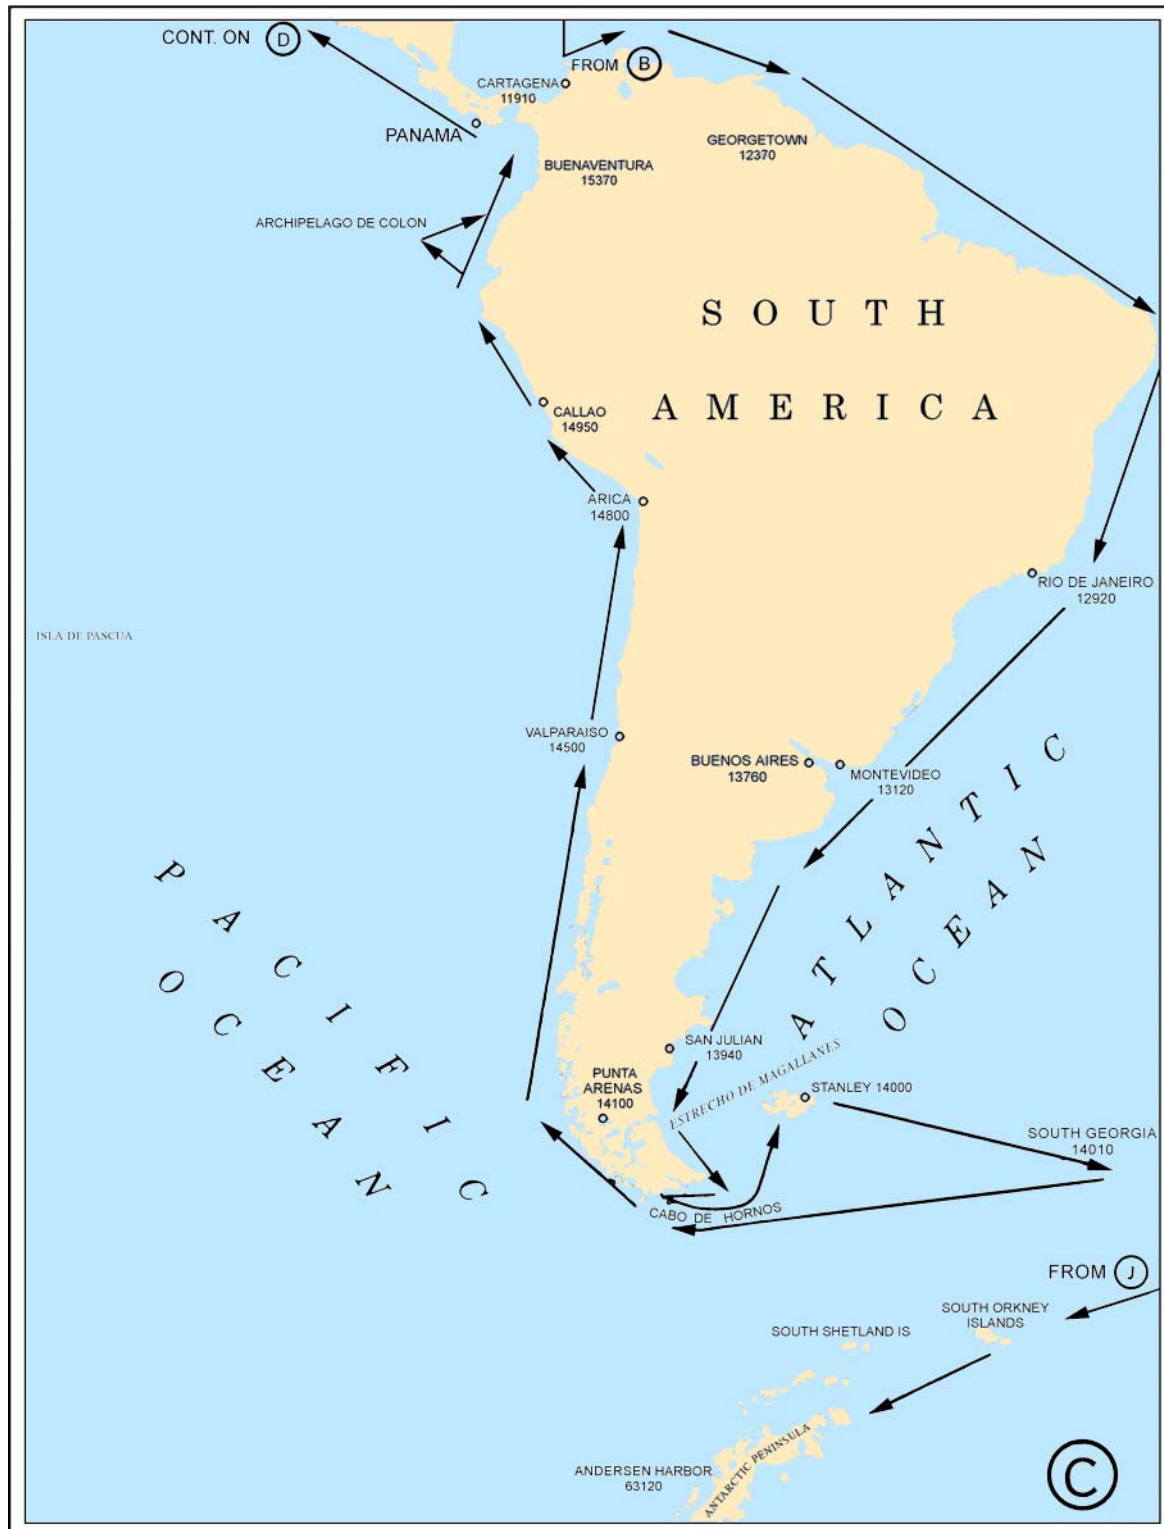 CONT. ON D
FROM B
CARTAGENA
11910
PANAMA
GEORGETOWN
12370
BUENAVENTURA
15370
ARCHIPELAGO DE COLON
SOUTH
AMERICA
CALLAO
14950
ARICA
14800
RIO DE JANEIRO
12920
ISLA DE PASCUA
VALPARAISO
14500
BUENOS AIRES
13760
MONTEVIDEO
13120
PACIFIC
OCEAN
ATLANTIC
OCEAN
SAN JULIAN
13940
ESTRECHO DE MAGALLANES
PUNTA
ARENAS
14100
STANLEY 14000
SOUTH GEORGIA
14010
CABO DE HORNOS
FROM J
SOUTH ORKNEY
ISLANDS
SOUTH SHETLAND IS
ANTARCTIC PENINSULA
ANDERSEN HARBOR
63120
C